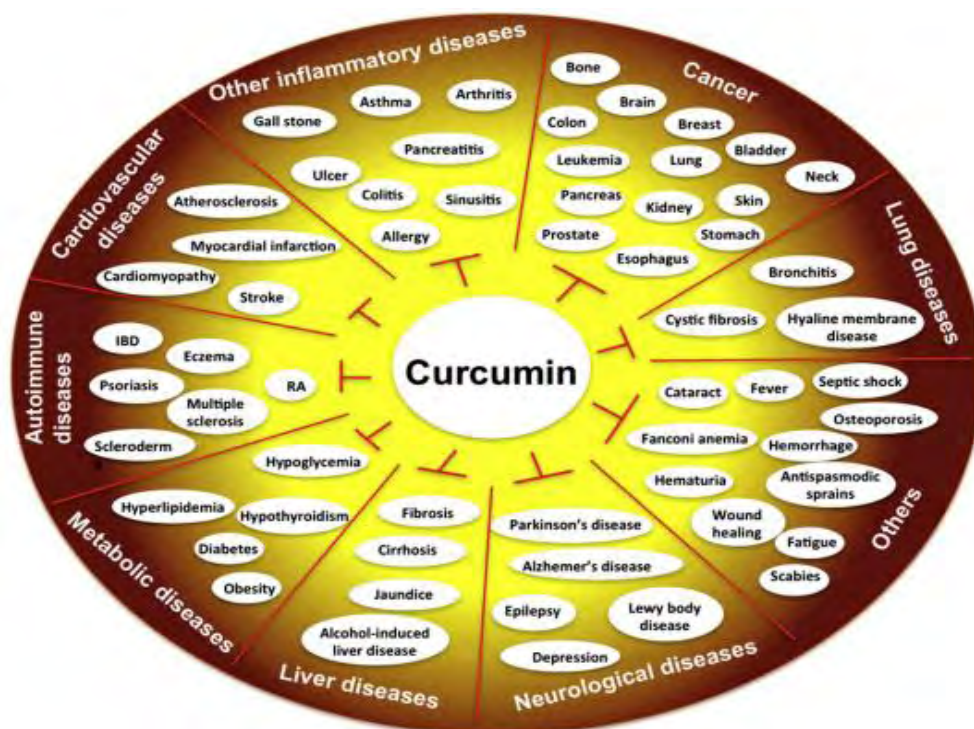 Other inflammatory diseases
Gall stone
Asthma
Arthritis
Pancreatitis
Ulcer
Colitis
Sinusitis
Allergy
Cancer
Bone
Brain
Colon
Breast
Bladder
Leukemia
Lung
Neck
Pancreas
Kidney
Skin
Prostate
Stomach
Esophagus
Lung diseases
Bronchitis
Cystic fibrosis
Hyaline membrane
disease
Others
Cataract
Fever
Septic shock
Osteoporosis
Fanconi anemia
Hemorrhage
Hematuria
Antispasmodic
sprains
Wound
healing
Fatigue
Scabies
Neurological diseases
Parkinson's disease
Alzhemer's disease
Epilepsy
Lewy body
disease
Depression
Liver diseases
Fibrosis
Cirrhosis
Jaundice
Alcohol-induced
liver disease
Metabolic diseases
Hypoglycemia
Hyperlipidemia
Hypothyroidism
Diabetes
Obesity
Autoimmune
diseases
IBD
Eczema
Psoriasis
RA
Multiple
sclerosis
Scleroderm
Cardiovascular
diseases
Atherosclerosis
Myocardial infarction
Cardiomyopathy
Stroke
Curcumin